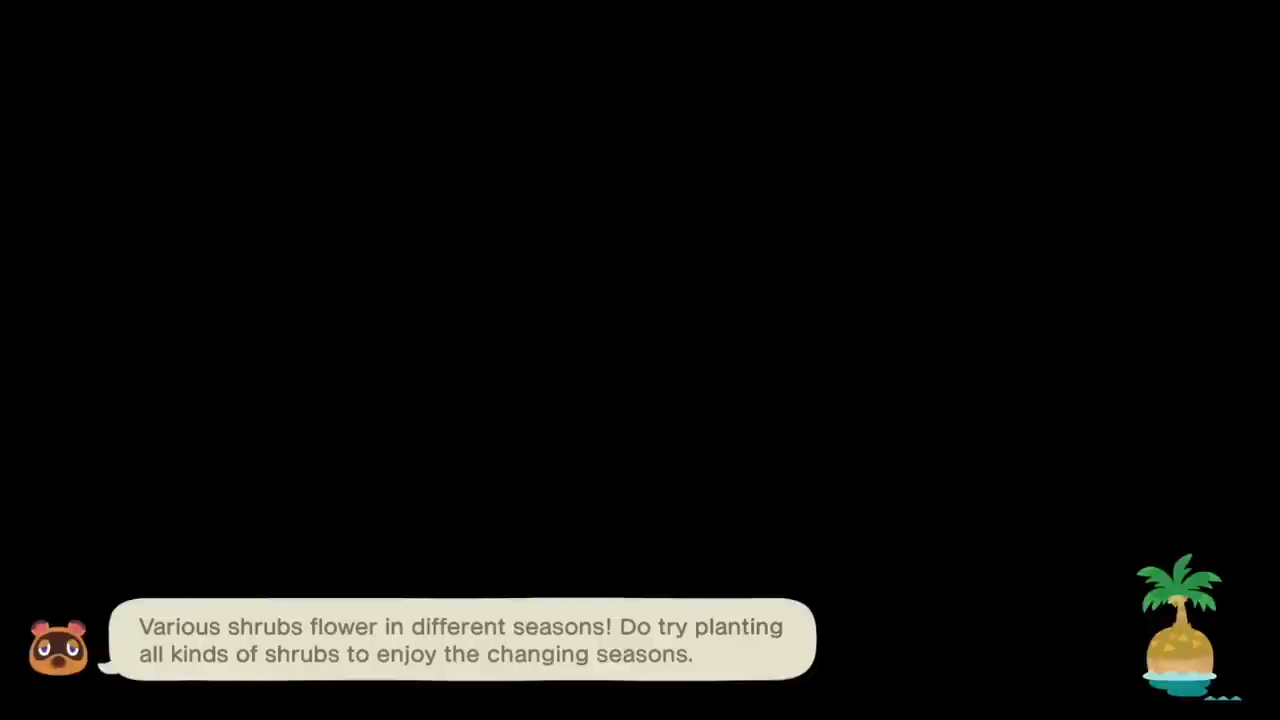 Various shrubs flower in different seasons! Do try planting
all kinds of shrubs to enjoy the changing seasons.